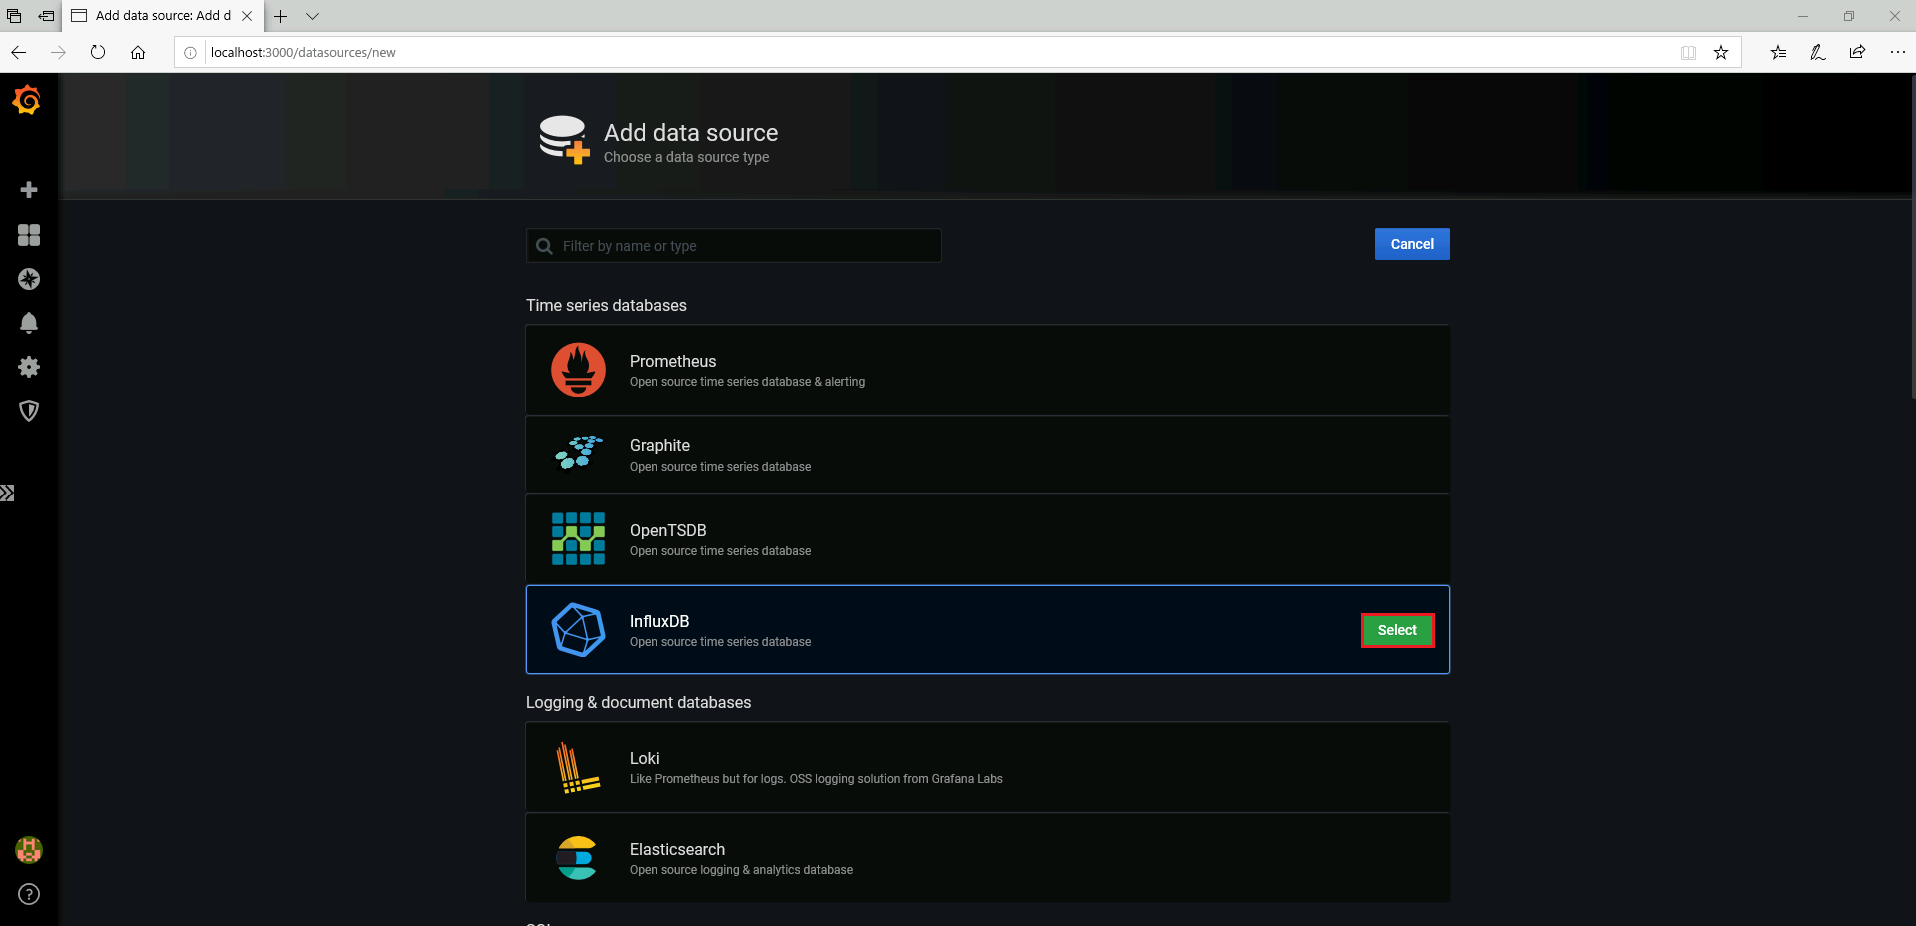 Add data source: Add d
localhost:3000/datasources/new
Add data source
Choose a data source type
Filter by name or type
Cancel
Time series databases
Prometheus
Open source time series database & alerting
Graphite
Open source time series database
OpenTSDB
Open source time series database
InfluxDB
Open source time series database
Select
Logging & document databases
Loki
Like Prometheus but for logs. OSS logging solution from Grafana Labs
Elasticsearch
Open source logging & analytics database